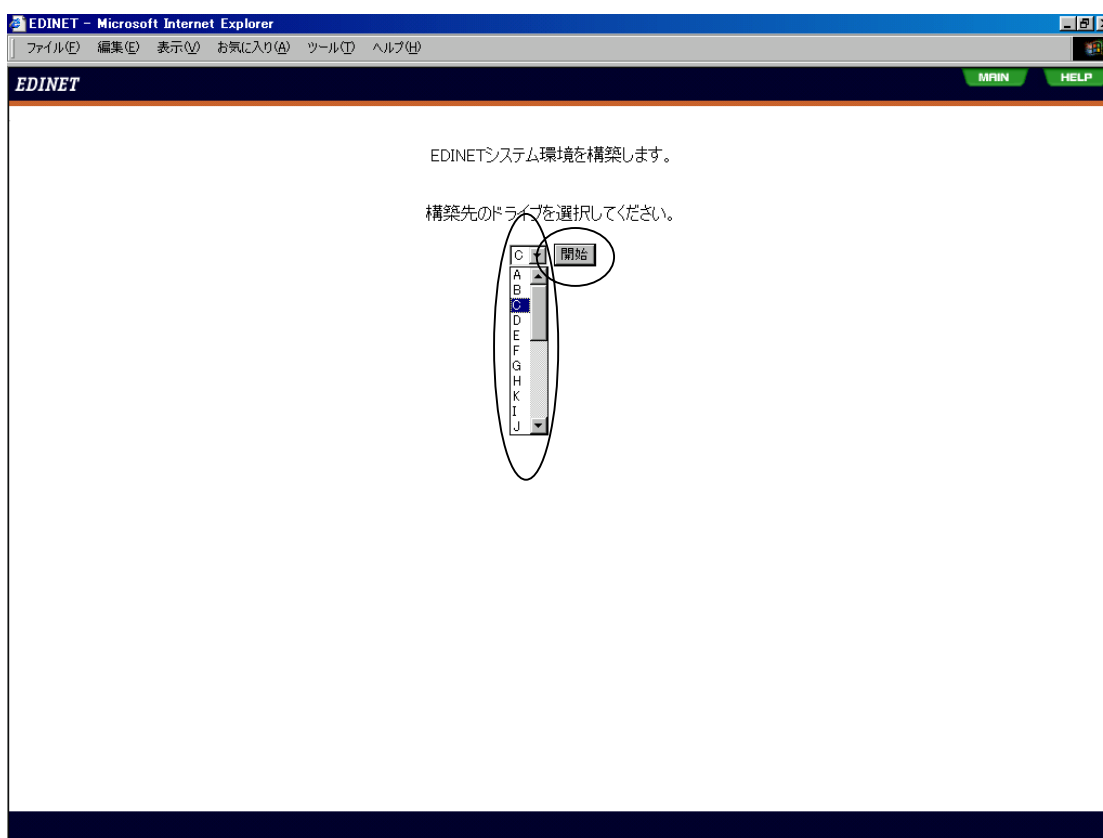 EDINET - Microsoft Internet Explorer
ファイル(F) 編集(E) 表示(V) お気に入り(A) ツール(T) ヘルプ(H)
EDINET MAIN HELP
EDINETシステム環境を構築します。
構築先のドライブを選択してください。
C 開始
A
B
C
D
E
F
G
H
K
I
J